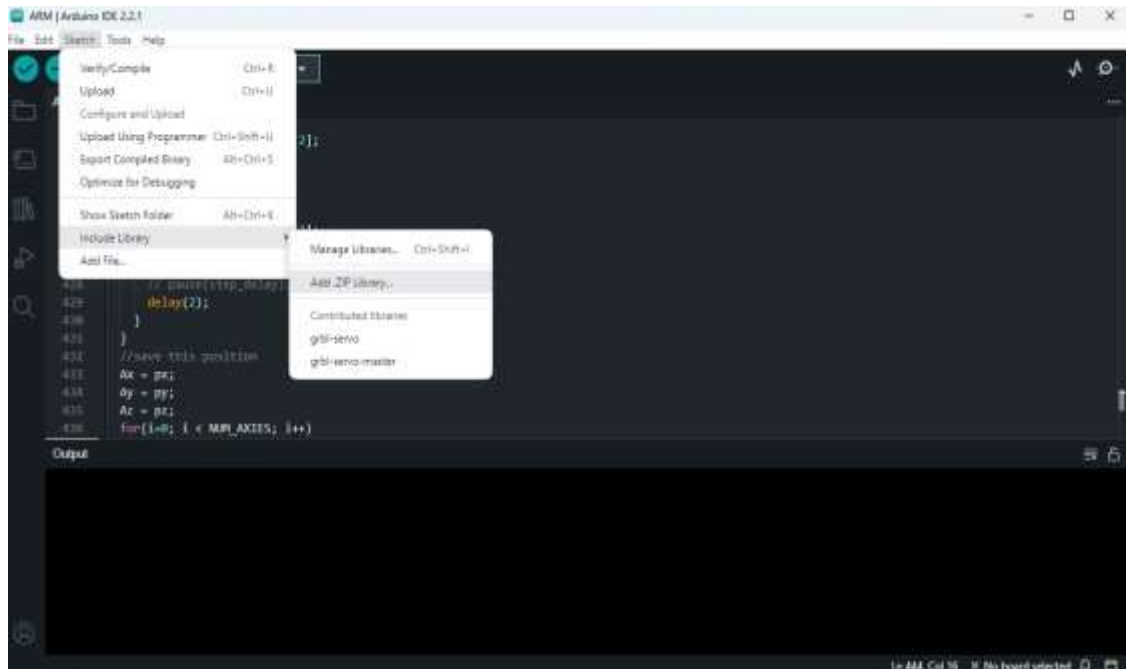 ARM | Arduino IDE 2.2.1
File Edit Sketch Tools Help
Verify/Compile Ctrl+R
Upload Ctrl+U
Configure and Upload
Upload Using Programmer Ctrl+Shift+U
Export Compiled Binary Alt+Ctrl+S
Optimize for Debugging
Show Sketch Folder Alt+Ctrl+K
Include Library
Add File...
Manage Libraries... Ctrl+Shift+I
Add .ZIP Library...
Contributed libraries
grbl-servo
grbl-servo-master
2];
428 // pause(step_delay
429 delay(2);
430 }
431 }
432 //save this position
433 Ax = px;
434 Ay = py;
435 Az = pz;
436 for(i=0; i < NUM_AXIES; i++)
Output
Ln 444, Col 16 X No board selected